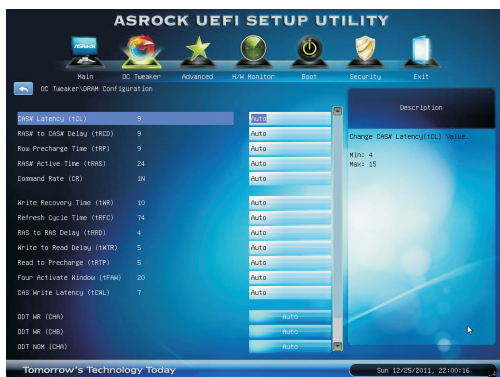 ASROCK UEFI SETUP UTILITY
ASRock
Main OC Tweaker Advanced H/W Monitor Boot Security Exit
OC Tweaker\DRAM Configuration
Description
CAS# Latency (tCL) 9 Auto
Change CAS# Latency(tCL) Value.
RAS# to CAS# Delay (tRCD) 9 Auto
Row Precharge Time (tRP) 9 Auto
Min: 4
Max: 15
RAS# Active Time (tRAS) 24 Auto
Command Rate (CR) 1N Auto
Write Recovery Time (tWR) 10 Auto
Refresh Cycle Time (tRFC) 74 Auto
RAS to RAS Delay (tRRD) 4 Auto
Write to Read Delay (tWTR) 5 Auto
Read to Precharge (tRTP) 5 Auto
Four Activate Window (tFAW) 20 Auto
CAS Write Latency (tCWL) 7 Auto
ODT WR (CHA) Auto
ODT WR (CHB) Auto
ODT NOM (CHA) Auto
Tomorrow's Technology Today
Sun 12/25/2011, 22:00:16